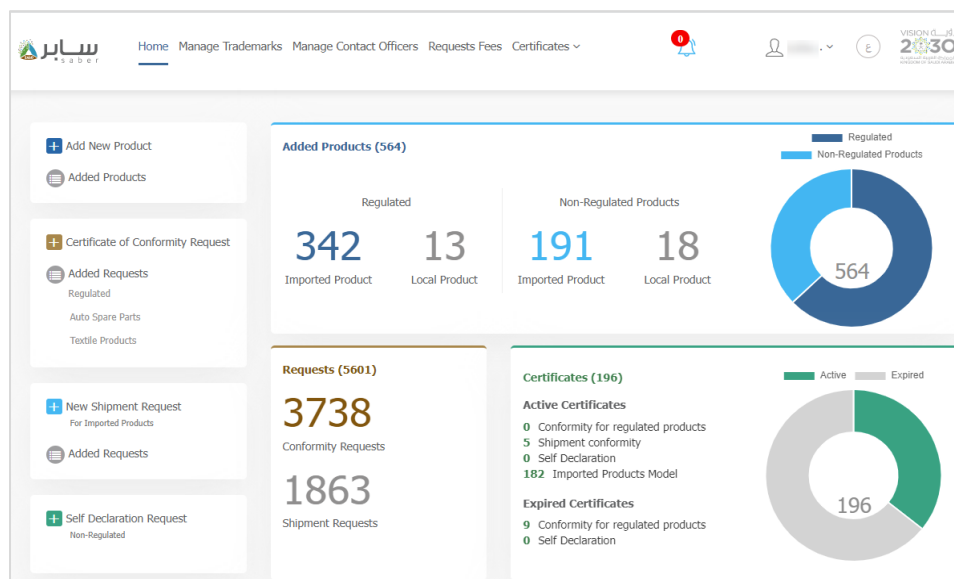 سابر
saber
Home Manage Trademarks Manage Contact Officers Requests Fees Certificates
0
ع
VISION رؤيــة
2030
KINGDOM OF SAUDI ARABIA
Add New Product
Added Products
Certificate of Conformity Request
Added Requests
Regulated
Auto Spare Parts
Textile Products
New Shipment Request
For Imported Products
Added Requests
Self Declaration Request
Non-Regulated
Added Products (564)
Regulated
Non-Regulated Products
Regulated
342
Imported Product
13
Local Product
Non-Regulated Products
191
Imported Product
18
Local Product
564
Requests (5601)
3738
Conformity Requests
1863
Shipment Requests
Certificates (196)
Active Expired
Active Certificates
0 Conformity for regulated products
5 Shipment conformity
0 Self Declaration
182 Imported Products Model
Expired Certificates
9 Conformity for regulated products
0 Self Declaration
196